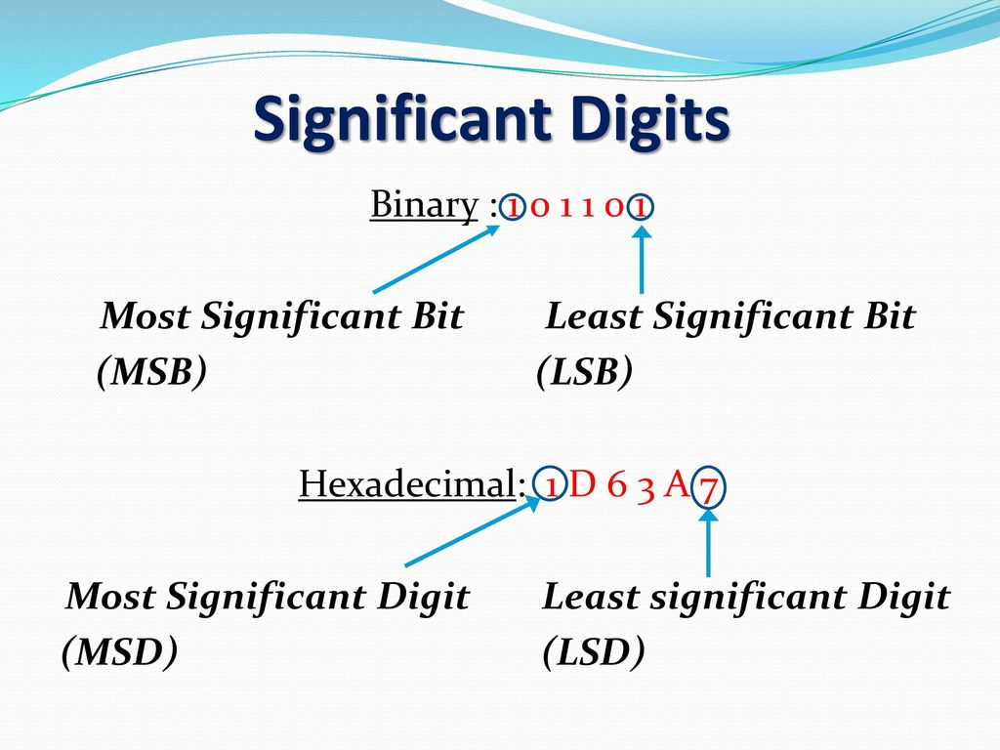 Significant Digits
Binary : 1 0 1 1 0 1
Most Significant Bit Least Significant Bit
(MSB) (LSB)
Hexadecimal: 1 D 6 3 A 7
Most Significant Digit Least significant Digit
(MSD) (LSD)